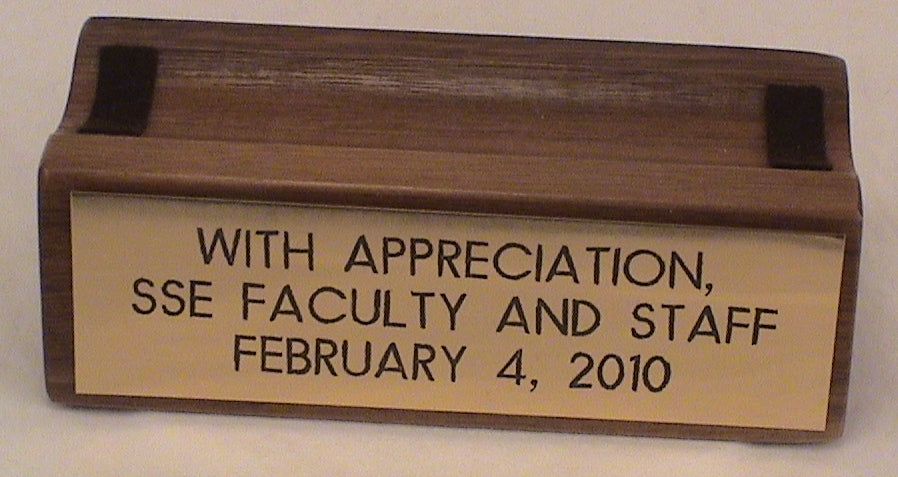 WITH APPRECIATION,
SSE FACULTY AND STAFF
FEBRUARY 4, 2010